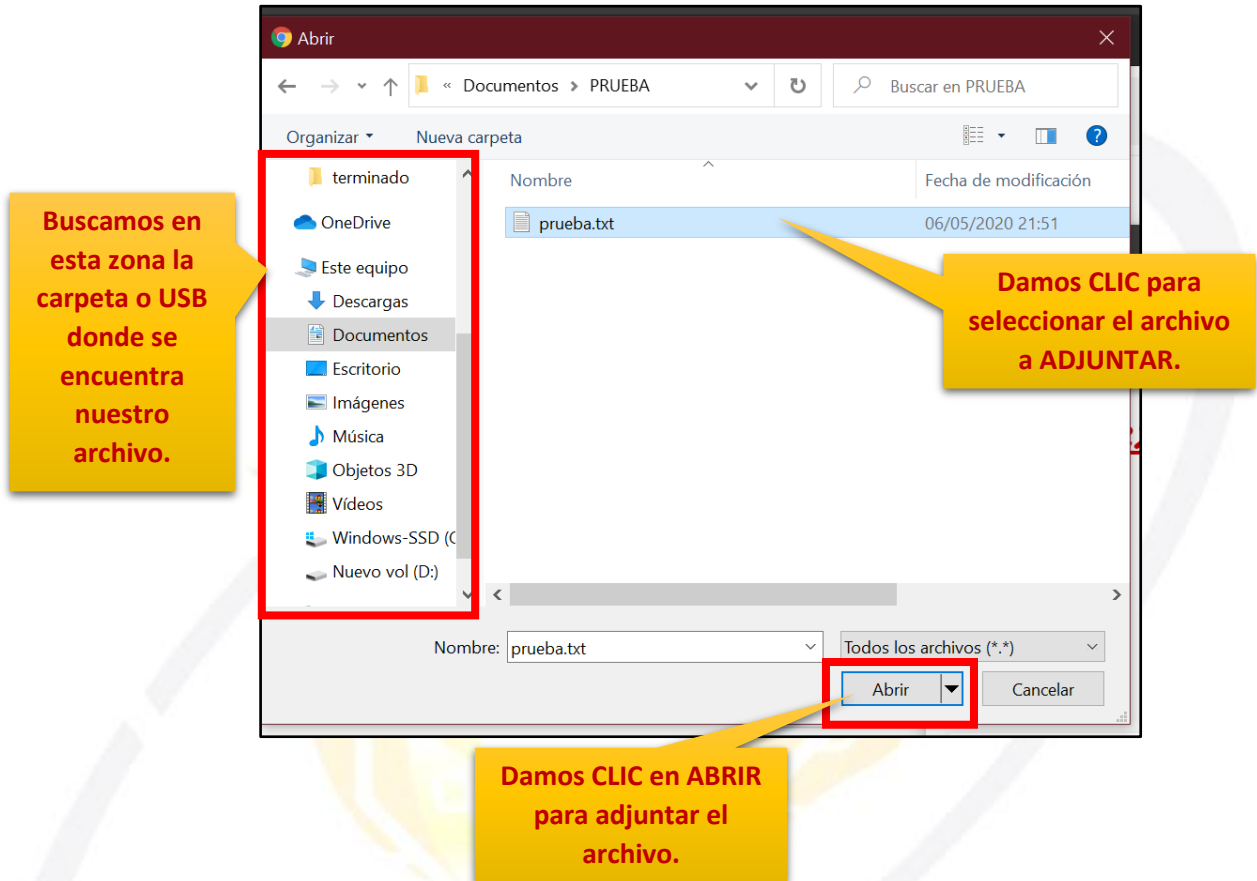 Abrir
« Documentos > PRUEBA
Buscar en PRUEBA
Organizar
Nueva carpeta
terminado
OneDrive
Este equipo
Descargas
Documentos
Escritorio
Imágenes
Música
Objetos 3D
Vídeos
Windows-SSD (C
Nuevo vol (D:)
Nombre
Fecha de modificación
prueba.txt
06/05/2020 21:51
Nombre:
prueba.txt
Todos los archivos (*.*)
Abrir
Cancelar
Buscamos en
esta zona la
carpeta o USB
donde se
encuentra
nuestro
archivo.
Damos CLIC para
seleccionar el archivo
a ADJUNTAR.
Damos CLIC en ABRIR
para adjuntar el
archivo.